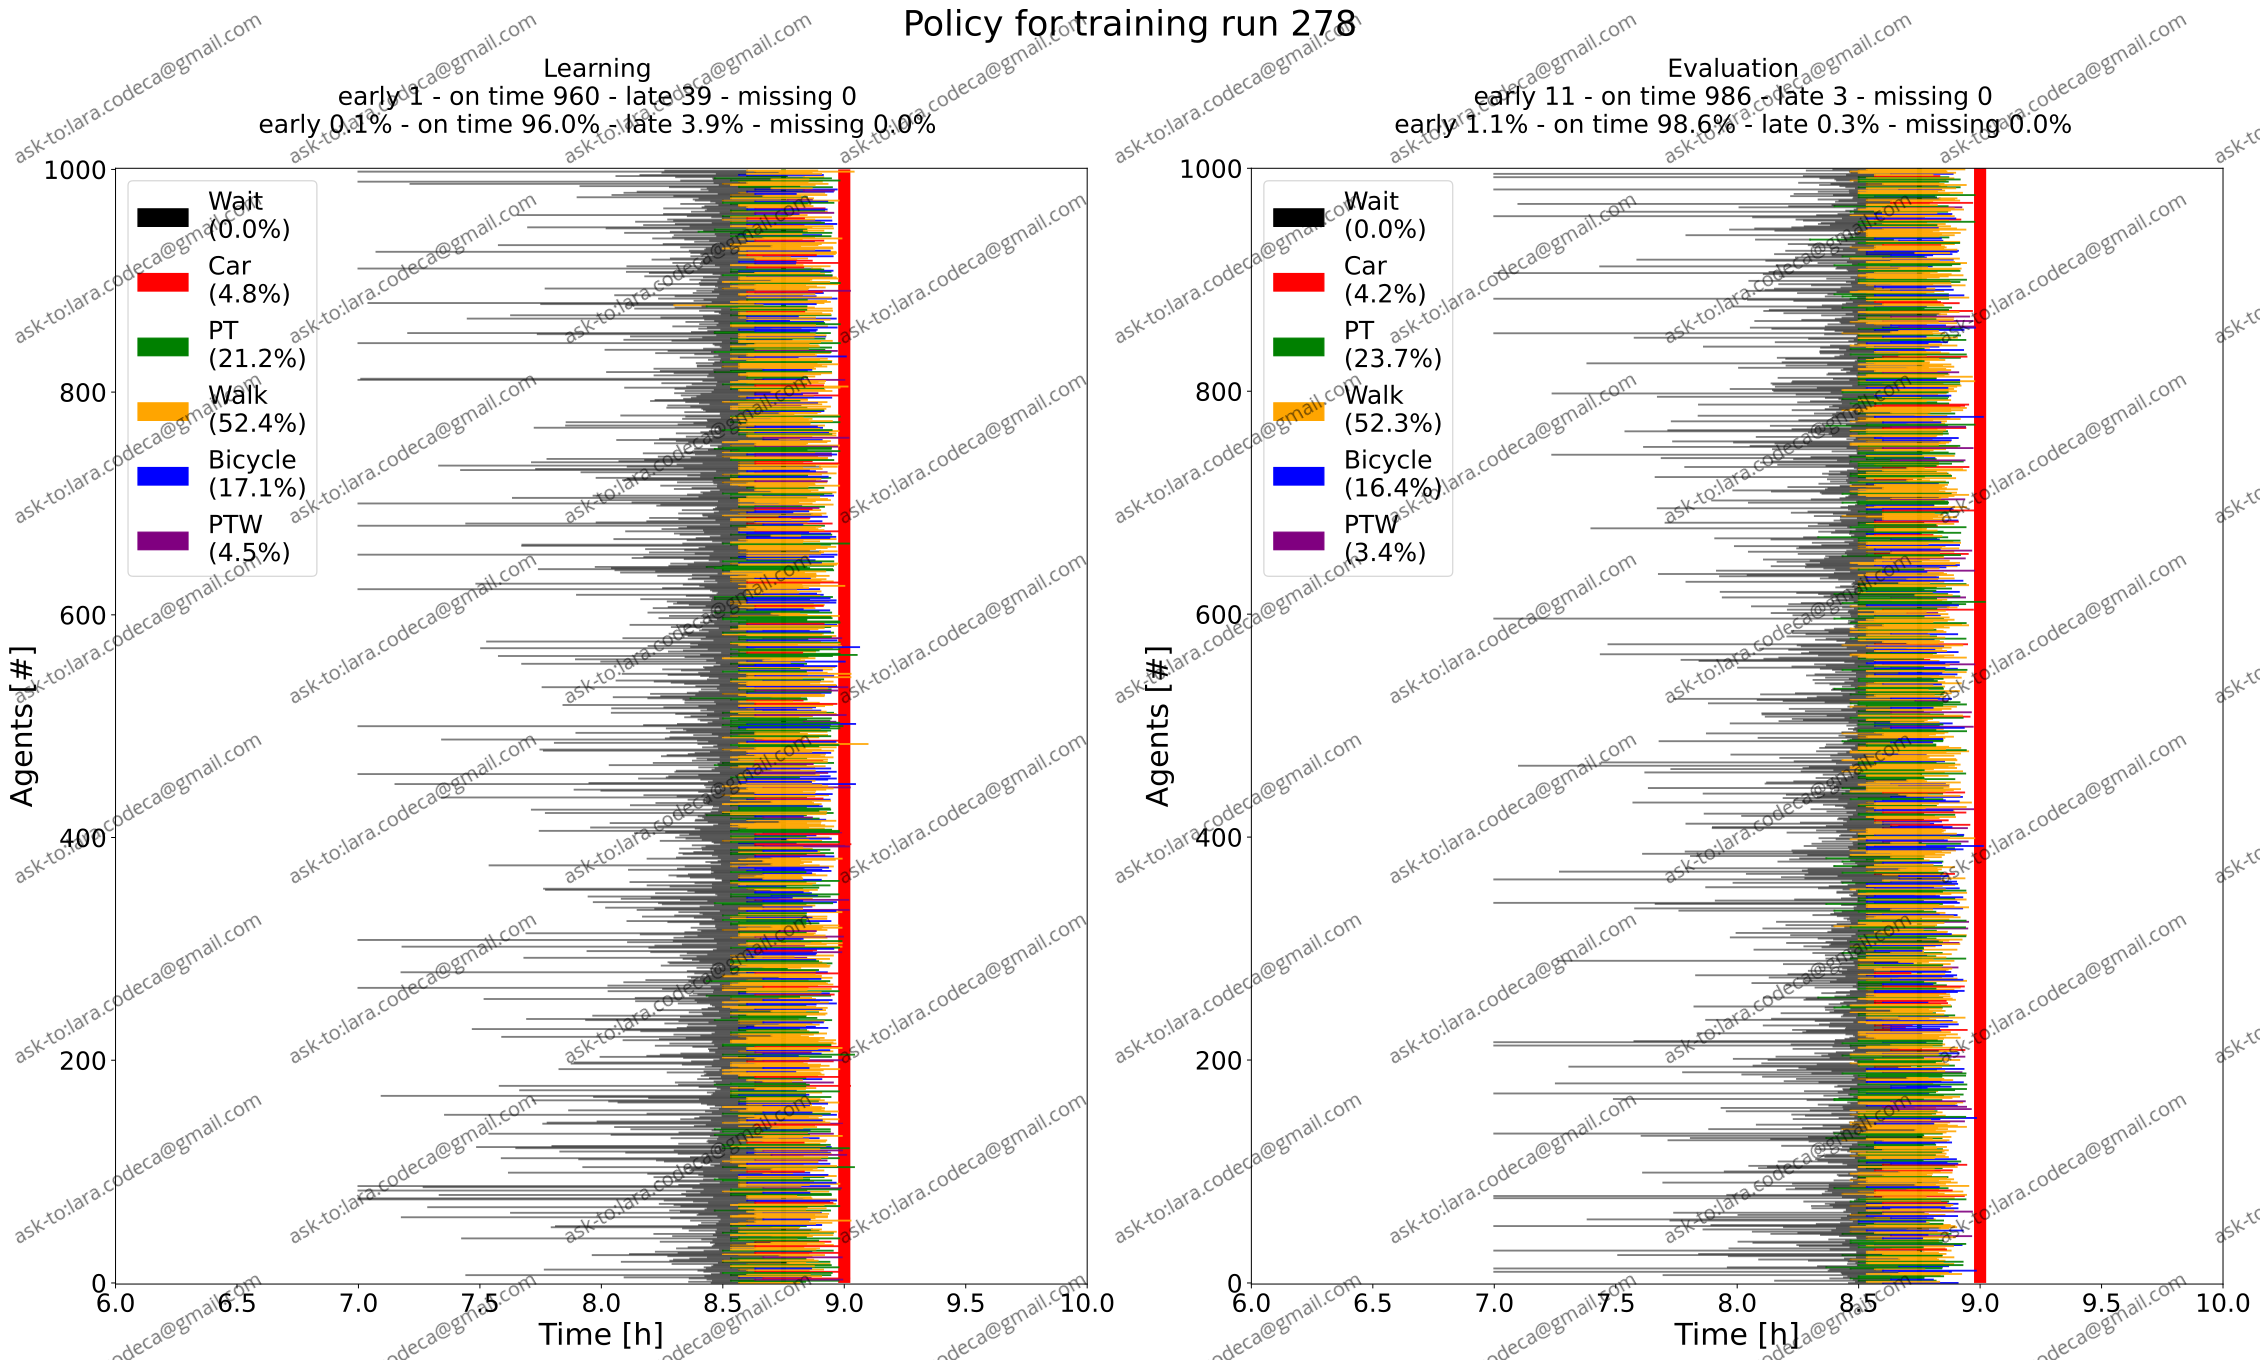 Policy for training run 278
Learning
early 1 - on time 960 - late 39 - missing 0
early 0.1% - on time 96.0% - late 3.9% - missing 0.0%
1000
800
600
400
200
0
Agents [#]
Wait
(0.0%)
Car
(4.8%)
PT
(21.2%)
Walk
(52.4%)
Bicycle
(17.1%)
PTW
(4.5%)
6.0 6.5 7.0 7.5 8.0 8.5 9.0 9.5 10.0
Time [h]
Evaluation
early 11 - on time 986 - late 3 - missing 0
early 1.1% - on time 98.6% - late 0.3% - missing 0.0%
1000
800
600
400
200
0
Agents [#]
Wait
(0.0%)
Car
(4.2%)
PT
(23.7%)
Walk
(52.3%)
Bicycle
(16.4%)
PTW
(3.4%)
6.0 6.5 7.0 7.5 8.0 8.5 9.0 9.5 10.0
Time [h]
ask-to:lara.codeca@gmail.com